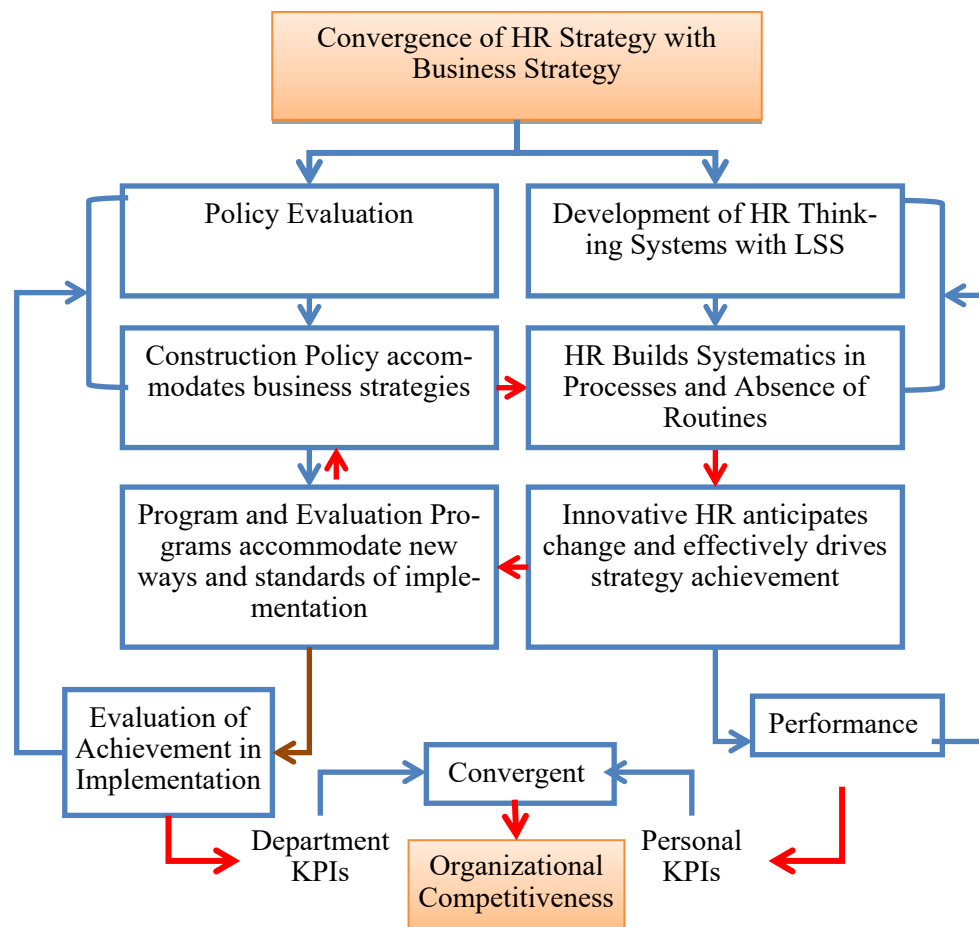 Convergence of HR Strategy with
Business Strategy
Policy Evaluation
Development of HR Think-
ing Systems with LSS
Construction Policy accom-
modates business strategies
HR Builds Systematics in
Processes and Absence of
Routines
Program and Evaluation Pro-
grams accommodate new
ways and standards of imple-
mentation
Innovative HR anticipates
change and effectively drives
strategy achievement
Evaluation of
Achievement in
Implementation
Performance
Convergent
Department
KPIs
Personal
KPIs
Organizational
Competitiveness